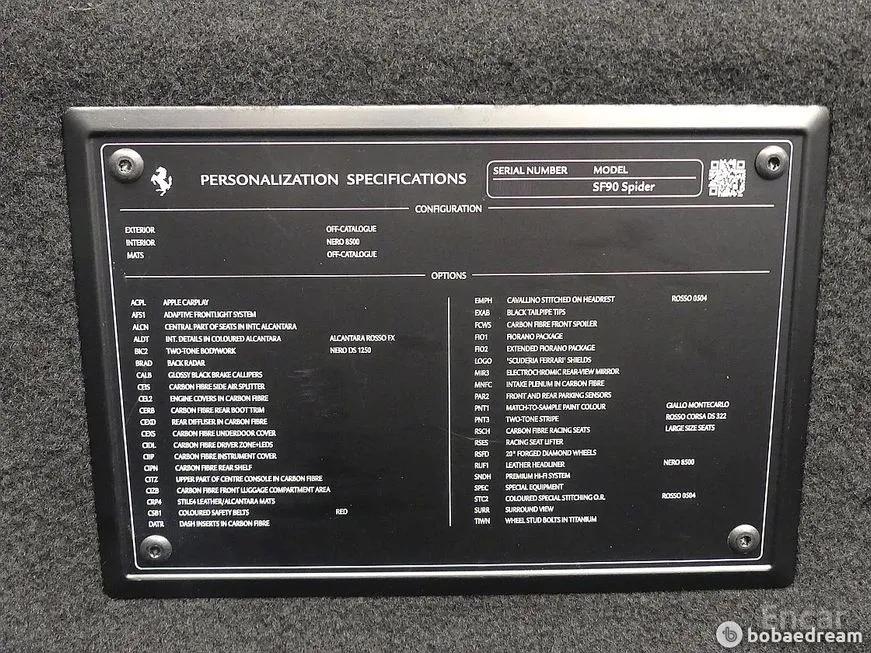 PERSONALIZATION SPECIFICATIONS
SERIAL NUMBER MODEL
SF90 Spider
CONFIGURATION
EXTERIOR OFF-CATALOGUE
INTERIOR NERO 8500
MATS OFF-CATALOGUE
OPTIONS
ACPL APPLE CARPLAY
AFS1 ADAPTIVE FRONTLIGHT SYSTEM
ALCN CENTRAL PART OF SEATS IN INTC ALCANTARA
ALDT INT. DETAILS IN COLOURED ALCANTARA ALCANTARA ROSSO FX
BIC2 TWO-TONE BODYWORK NERO DS 1250
BRAD BACK RADAR
CALB GLOSSY BLACK BRAKE CALLIPERS
CEIS CARBON FIBRE SIDE AIR SPLITTER
CEL2 ENGINE COVERS IN CARBON FIBRE
CERB CARBON FIBRE REAR BOOT TRIM
CEXD REAR DIFFUSER IN CARBON FIBRE
CEXS CARBON FIBRE UNDERDOOR COVER
CIDL CARBON FIBRE DRIVER ZONE+LEDS
CIIP CARBON FIBRE INSTRUMENT COVER
CIPN CARBON FIBRE REAR SHELF
CITZ UPPER PART OF CENTRE CONSOLE IN CARBON FIBRE
CIZB CARBON FIBRE FRONT LUGGAGE COMPARTMENT AREA
CRP4 STILE4 LEATHER/ALCANTARA MATS
CSB1 COLOURED SAFETY BELTS RED
DATR DASH INSERTS IN CARBON FIBRE
EMPH CAVALLINO STITCHED ON HEADREST ROSSO 0504
EXAB BLACK TAILPIPE TIPS
FCWS CARBON FIBRE FRONT SPOILER
FIO1 FIORANO PACKAGE
FIO2 EXTENDED FIORANO PACKAGE
LOGO "SCUDERIA FERRARI" SHIELDS
MIR3 ELECTROCHROMIC REAR-VIEW MIRROR
MNFC INTAKE PLENUM IN CARBON FIBRE
PAR2 FRONT AND REAR PARKING SENSORS
PNT1 MATCH-TO-SAMPLE PAINT COLOUR GIALLO MONTECARLO
PNT3 TWO-TONE STRIPE ROSSO CORSA DS 322
RSCH CARBON FIBRE RACING SEATS LARGE SIZE SEATS
RSES RACING SEAT LIFTER
RSFD 20" FORGED DIAMOND WHEELS
RUF1 LEATHER HEADLINER NERO 8500
SNDH PREMIUM HI-FI SYSTEM
SPEC SPECIAL EQUIPMENT
STC2 COLOURED SPECIAL STITCHING O.R. ROSSO 0504
SURR SURROUND VIEW
TIWN WHEEL STUD BOLTS IN TITANIUM
Encar
b bobaedream